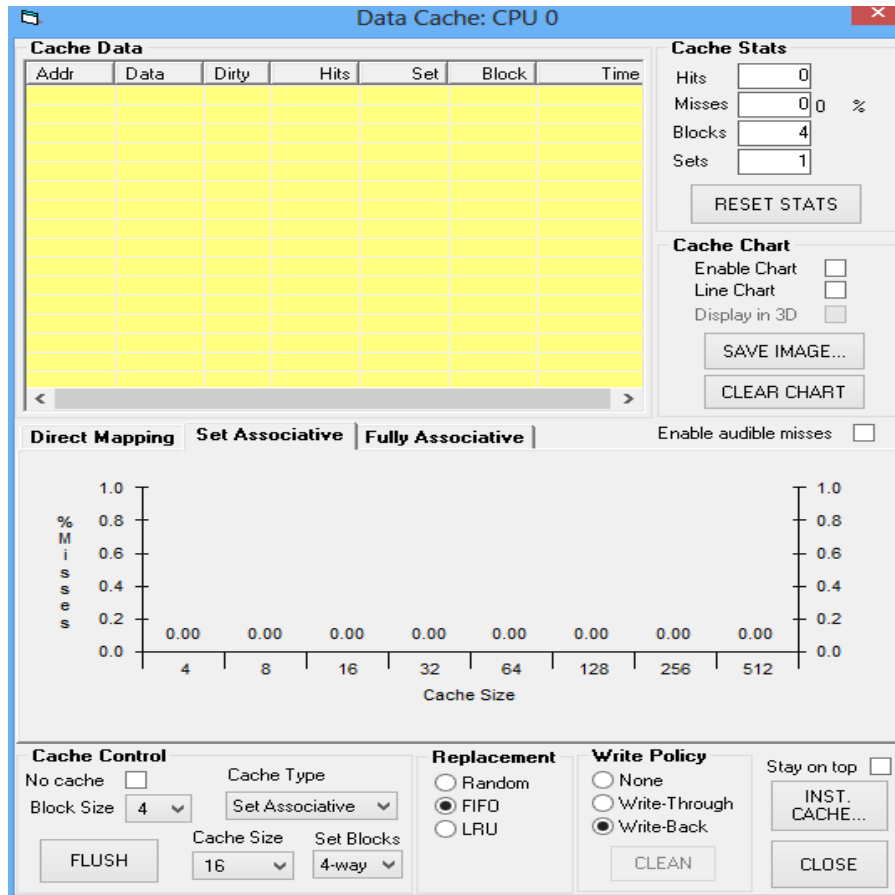 Data Cache: CPU 0
Cache Data
Addr Data Dirty Hits Set Block Time
Cache Stats
Hits 0
Misses 0 0 %
Blocks 4
Sets 1
RESET STATS
Cache Chart
Enable Chart
Line Chart
Display in 3D
SAVE IMAGE...
CLEAR CHART
Direct Mapping Set Associative Fully Associative
Enable audible misses
%Misses
1.0 1.0
0.8 0.8
0.6 0.6
0.4 0.4
0.2 0.2
0.00 0.00 0.00 0.00 0.00 0.00 0.00 0.00
0.0 0.0
4 8 16 32 64 128 256 512
Cache Size
Cache Control
No cache
Block Size 4
FLUSH
Cache Type
Set Associative
Cache Size
16
Set Blocks
4-way
Replacement
Random
FIFO
LRU
Write Policy
None
Write-Through
Write-Back
CLEAN
Stay on top
INST.
CACHE...
CLOSE